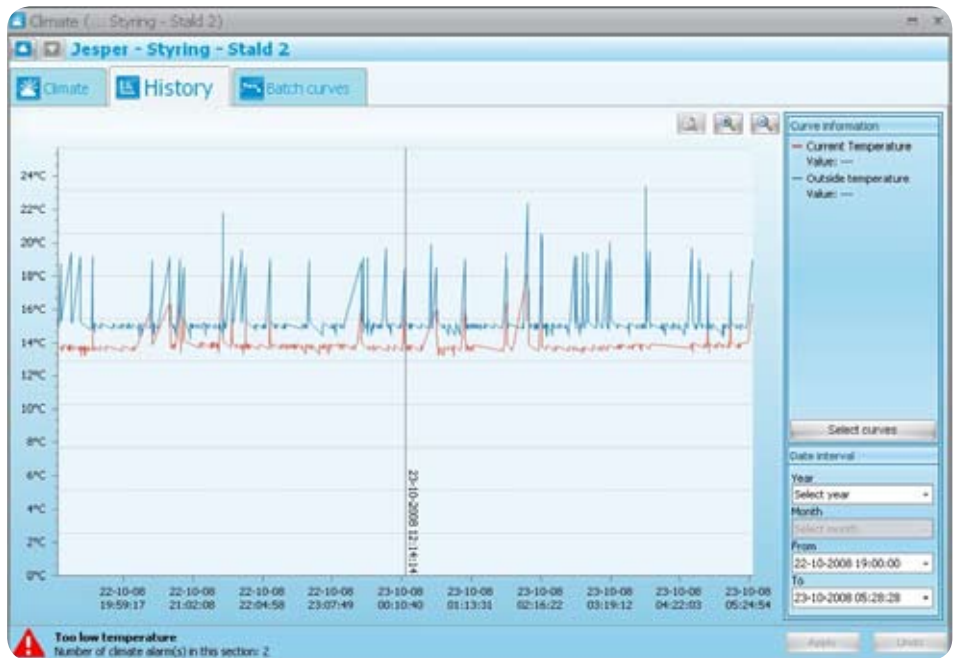 Climate (... Styring - Stald 2)
Jesper - Styring - Stald 2
Climate
History
Batch curves
Curve information
Current Temperature
Value: ---
Outside temperature
Value: ---
24°C
22°C
20°C
18°C
16°C
14°C
12°C
10°C
8°C
6°C
4°C
2°C
0°C
23-10-2008 12:14:14
22-10-08 19:59:17
22-10-08 21:02:08
22-10-08 22:04:58
22-10-08 23:07:49
23-10-08 00:10:40
23-10-08 01:13:31
23-10-08 02:16:22
23-10-08 03:19:12
23-10-08 04:22:03
23-10-08 05:24:54
Select curves
Date interval
Year
Select year
Month
Select month
From
22-10-2008 19:00:00
To
23-10-2008 05:28:28
Too low temperature
Number of climate alarm(s) in this section: 2
Apply
Undo